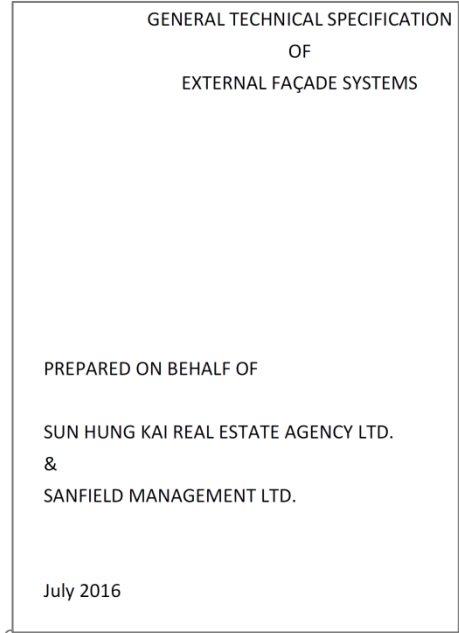 GENERAL TECHNICAL SPECIFICATION
OF
EXTERNAL FAÇADE SYSTEMS
PREPARED ON BEHALF OF
SUN HUNG KAI REAL ESTATE AGENCY LTD.
&
SANFIELD MANAGEMENT LTD.
July 2016